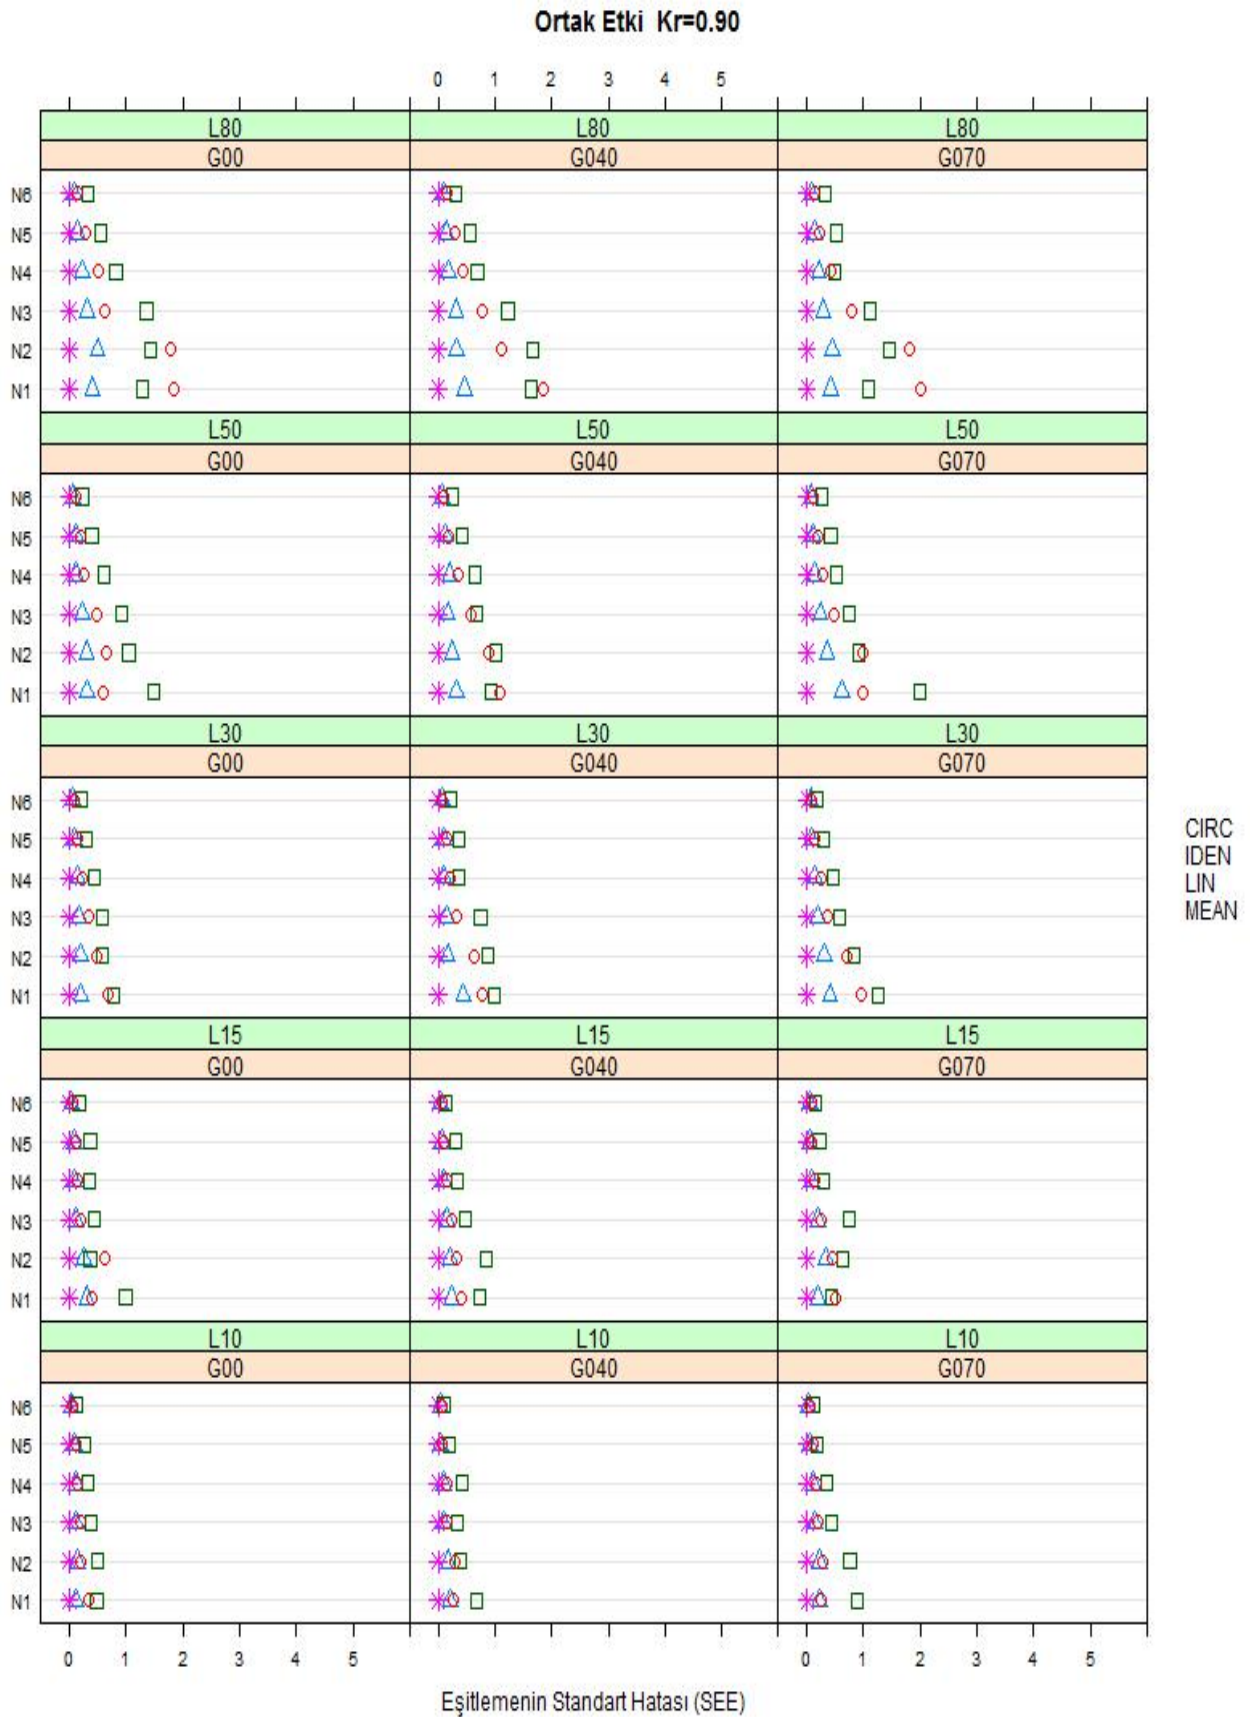 Ortak Etki Kr=0.90
0 1 2 3 4 5
L80 L80 L80
G00 G040 G070
N6
N5
N4
N3
N2
N1
L50 L50 L50
G00 G040 G070
N6
N5
N4
N3
N2
N1
L30 L30 L30
G00 G040 G070
N6
N5
N4
N3
N2
N1
CIRC
IDEN
LIN
MEAN
L15 L15 L15
G00 G040 G070
N6
N5
N4
N3
N2
N1
L10 L10 L10
G00 G040 G070
N6
N5
N4
N3
N2
N1
0 1 2 3 4 5 0 1 2 3 4 5
Eşitlemenin Standart Hatası (SEE)